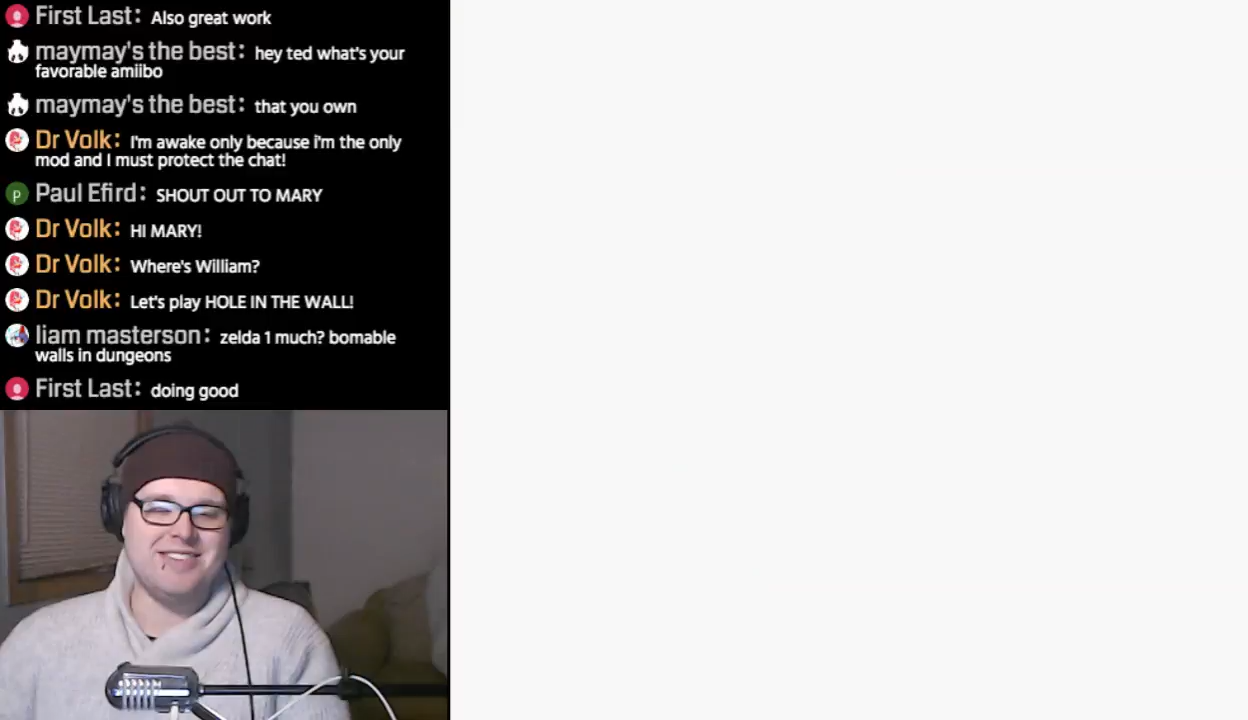 First Last: Also great work
maymay's the best: hey ted what's your
favorable amiibo
maymay's the best: that you own
Dr Volk: I'm awake only because i'm the only
mod and I must protect the chat!
p Paul Efird: SHOUT OUT TO MARY
Dr Volk: HI MARY!
Dr Volk: Where's William?
Dr Volk: Let's play HOLE IN THE WALL!
liam masterson: zelda 1 much? bomable
walls in dungeons
First Last: doing good